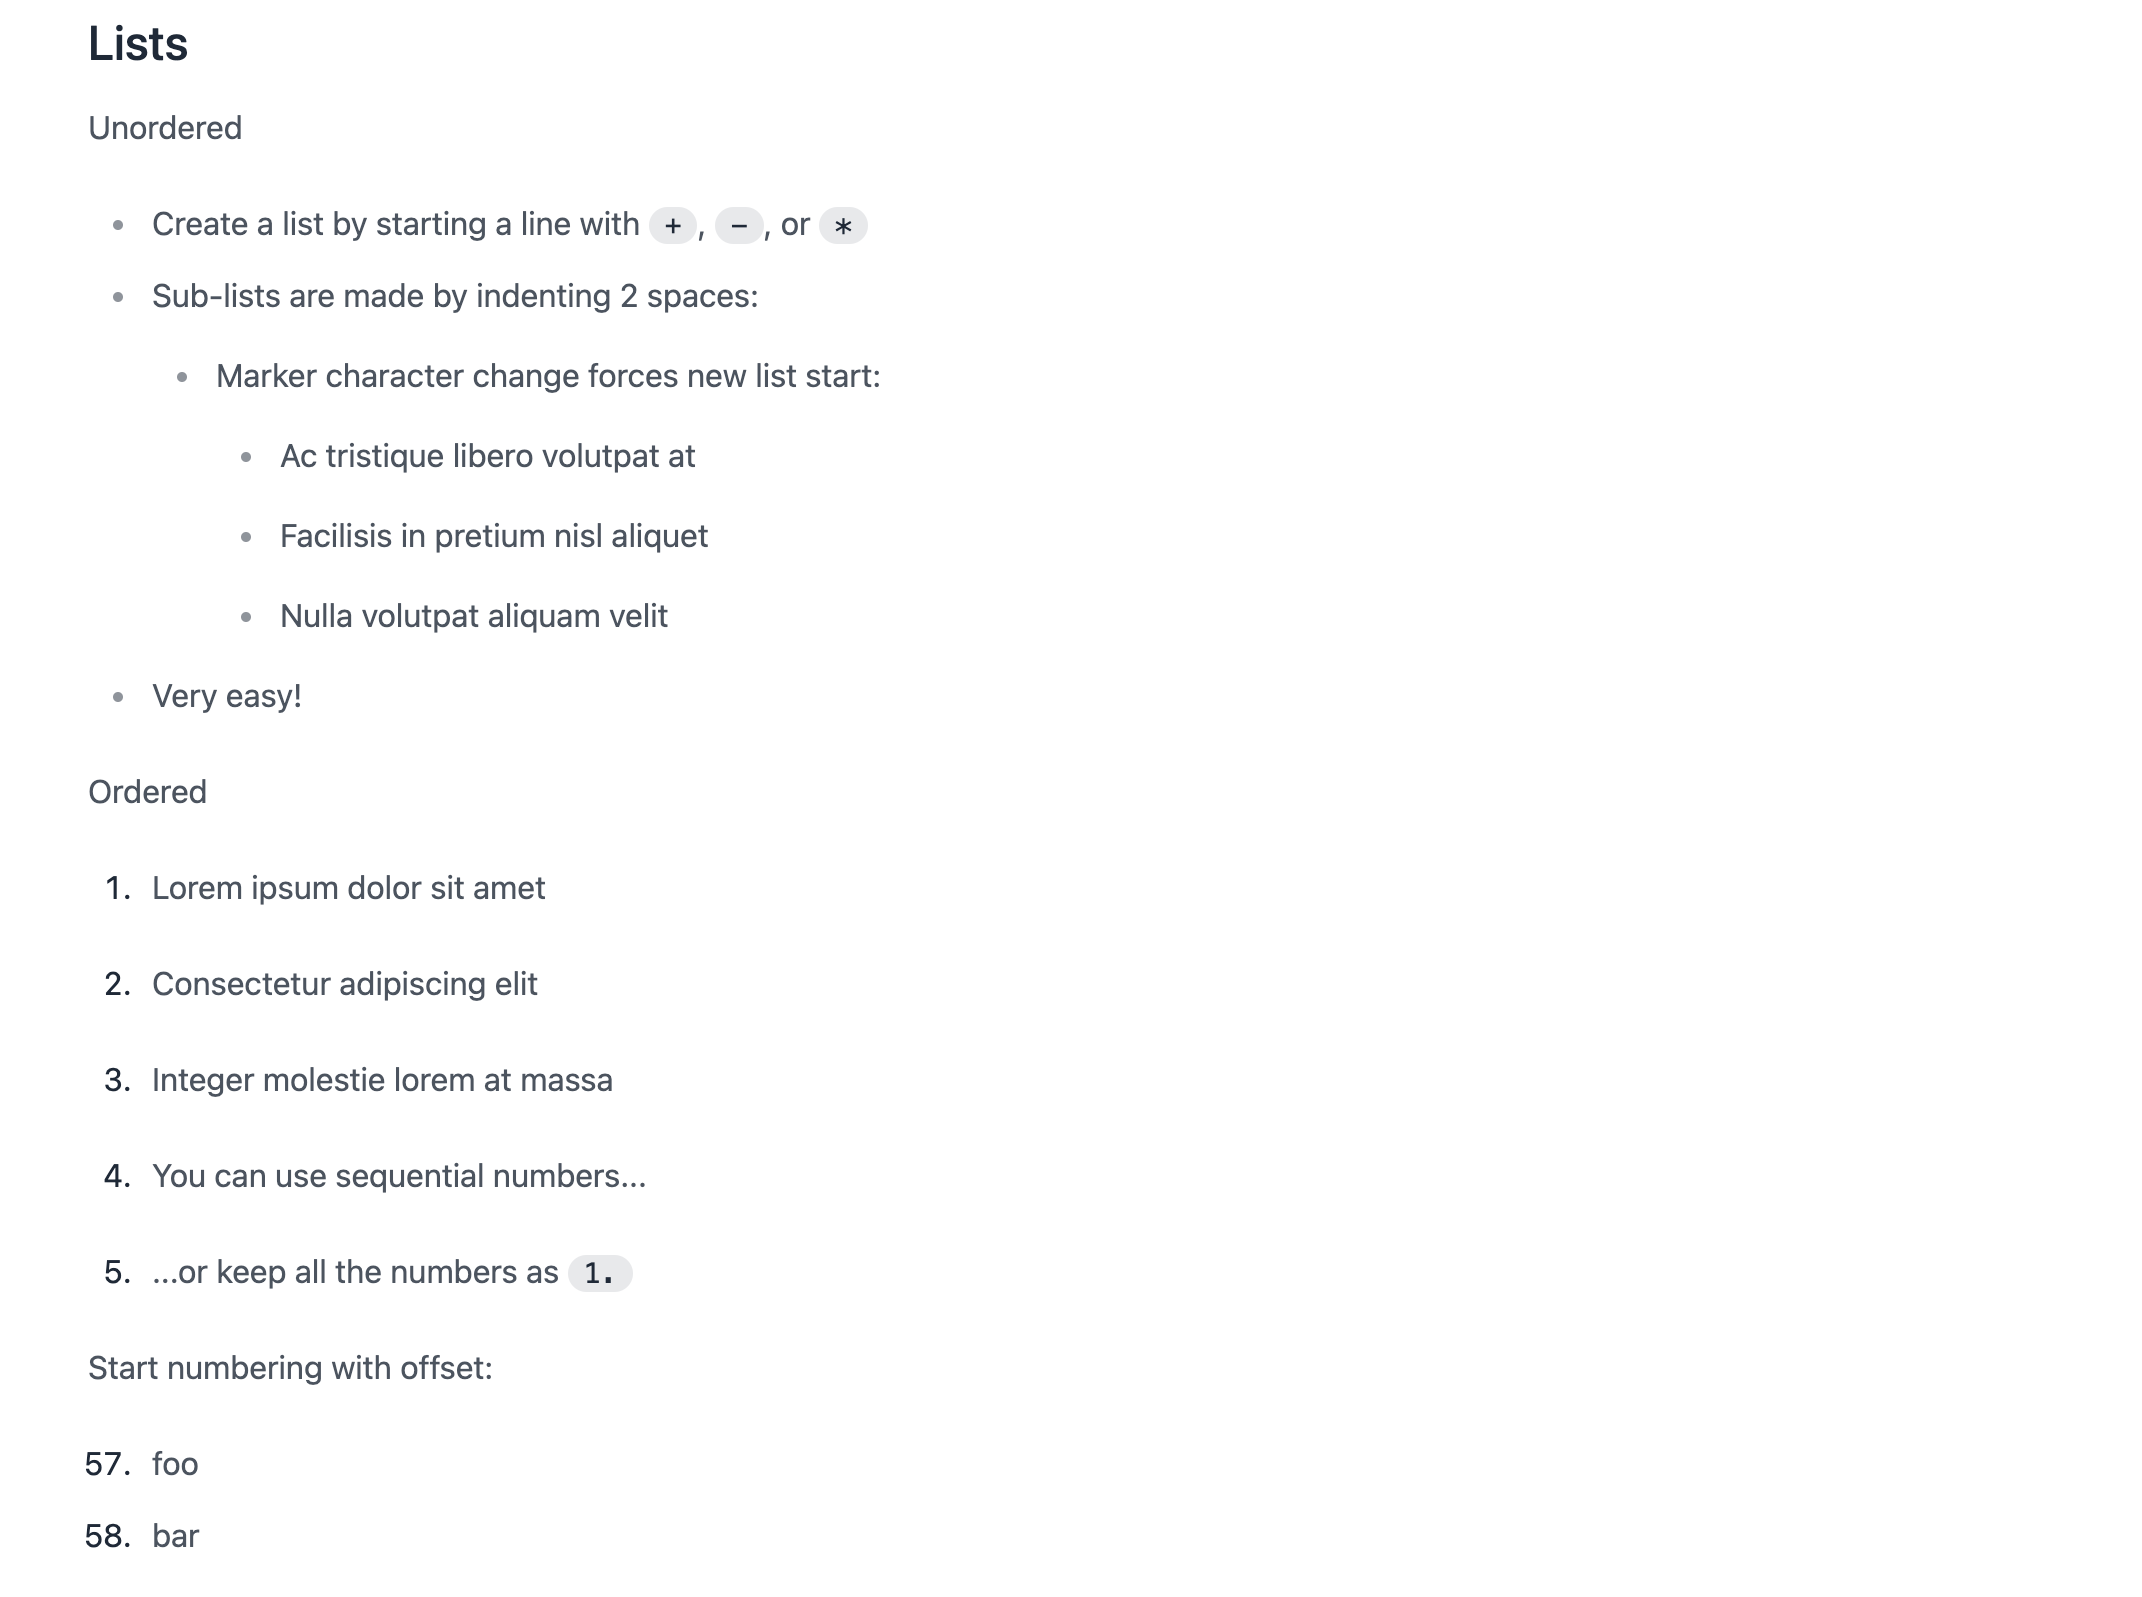 Lists
Unordered
• Create a list by starting a line with +, -, or *
• Sub-lists are made by indenting 2 spaces:
• Marker character change forces new list start:
• Ac tristique libero volutpat at
• Facilisis in pretium nisl aliquet
• Nulla volutpat aliquam velit
• Very easy!
Ordered
1. Lorem ipsum dolor sit amet
2. Consectetur adipiscing elit
3. Integer molestie lorem at massa
4. You can use sequential numbers...
5. ...or keep all the numbers as 1.
Start numbering with offset:
57. foo
58. bar